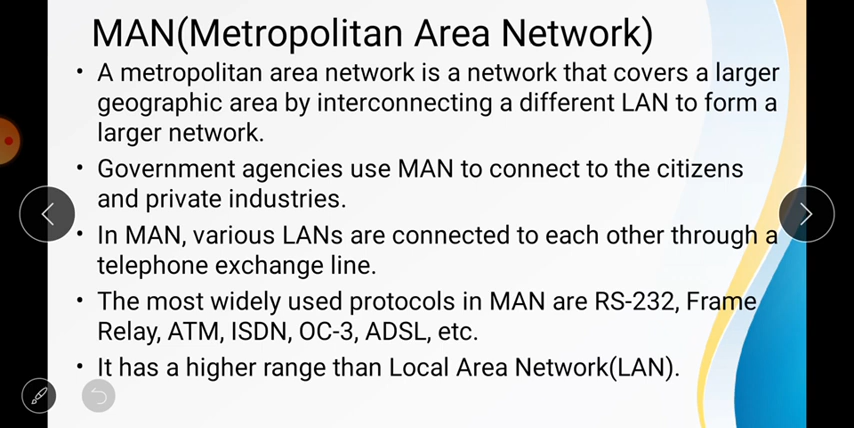 MAN(Metropolitan Area Network)
• A metropolitan area network is a network that covers a larger
geographic area by interconnecting a different LAN to form a
larger network.
• Government agencies use MAN to connect to the citizens
and private industries.
• In MAN, various LANs are connected to each other through a
telephone exchange line.
• The most widely used protocols in MAN are RS-232, Frame
Relay, ATM, ISDN, OC-3, ADSL, etc.
• It has a higher range than Local Area Network(LAN).